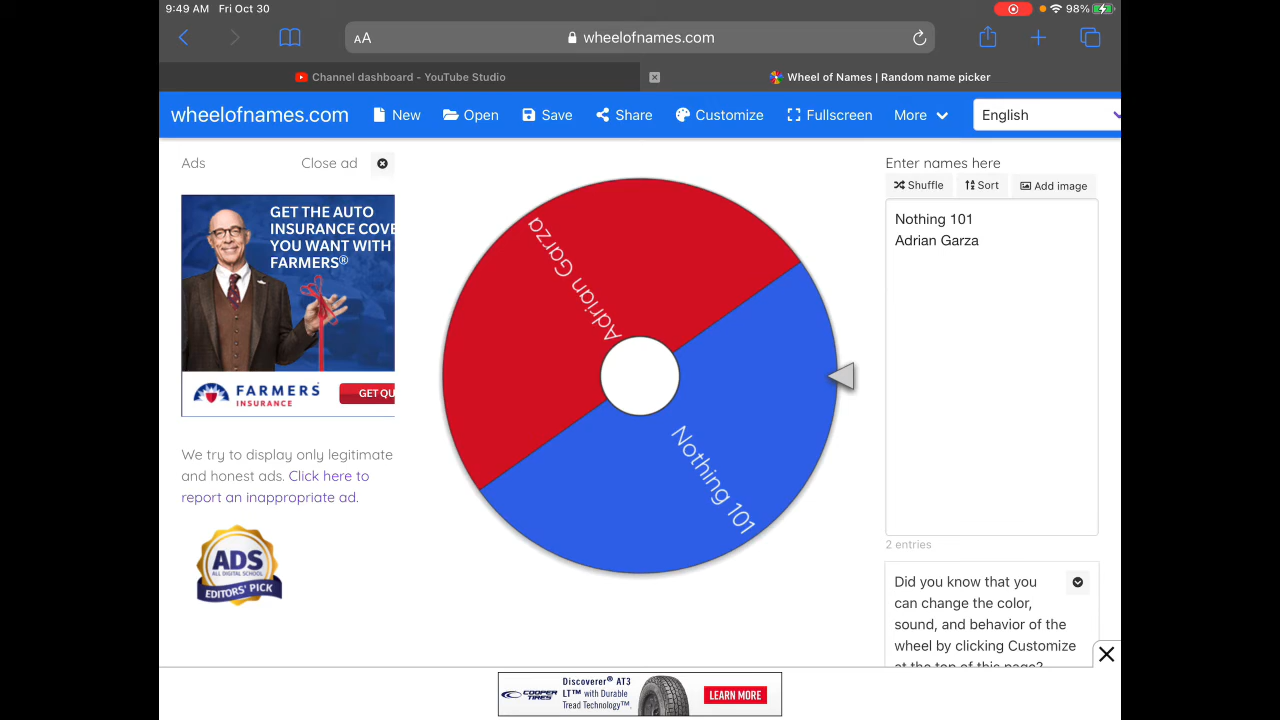 9:49 AM Fri Oct 30
98%
AA
wheelofnames.com
Channel dashboard - YouTube Studio
Wheel of Names | Random name picker
wheelofnames.com
New
Open
Save
Share
Customize
Fullscreen
More
English
Ads
Close ad
GET THE AUTO
INSURANCE COVE
YOU WANT WITH
FARMERS®
FARMERS
INSURANCE
GET QU
We try to display only legitimate
and honest ads. Click here to
report an inappropriate ad.
ADS
ALL DIGITAL SCHOOL
EDITORS' PICK
Adrian Garza
Nothing 101
Enter names here
Shuffle
Sort
Add image
Nothing 101
Adrian Garza
2 entries
Did you know that you
can change the color,
sound, and behavior of the
wheel by clicking Customize
at the top of this page?
COOPER
TIRES
Discoverer® AT3
LT™ with Durable
Tread Technology™.
LEARN MORE